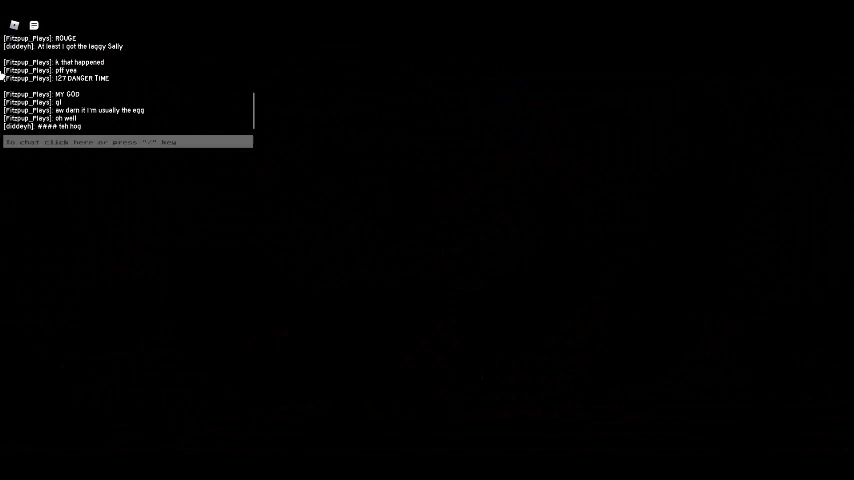 [Fitzpup_Plays]: ROUGE
[diddeyh]: At least I got the laggy Sally
[Fitzpup_Plays]: k that happened
[Fitzpup_Plays]: pff yea
[Fitzpup_Plays]: 127 DANGER TIME
[Fitzpup_Plays]: MY GOD
[Fitzpup_Plays]: gl
[Fitzpup_Plays]: aw darn it I'm usually the egg
[Fitzpup_Plays]: oh well
[diddeyh]: #### teh hog
To chat click here or press "/" key